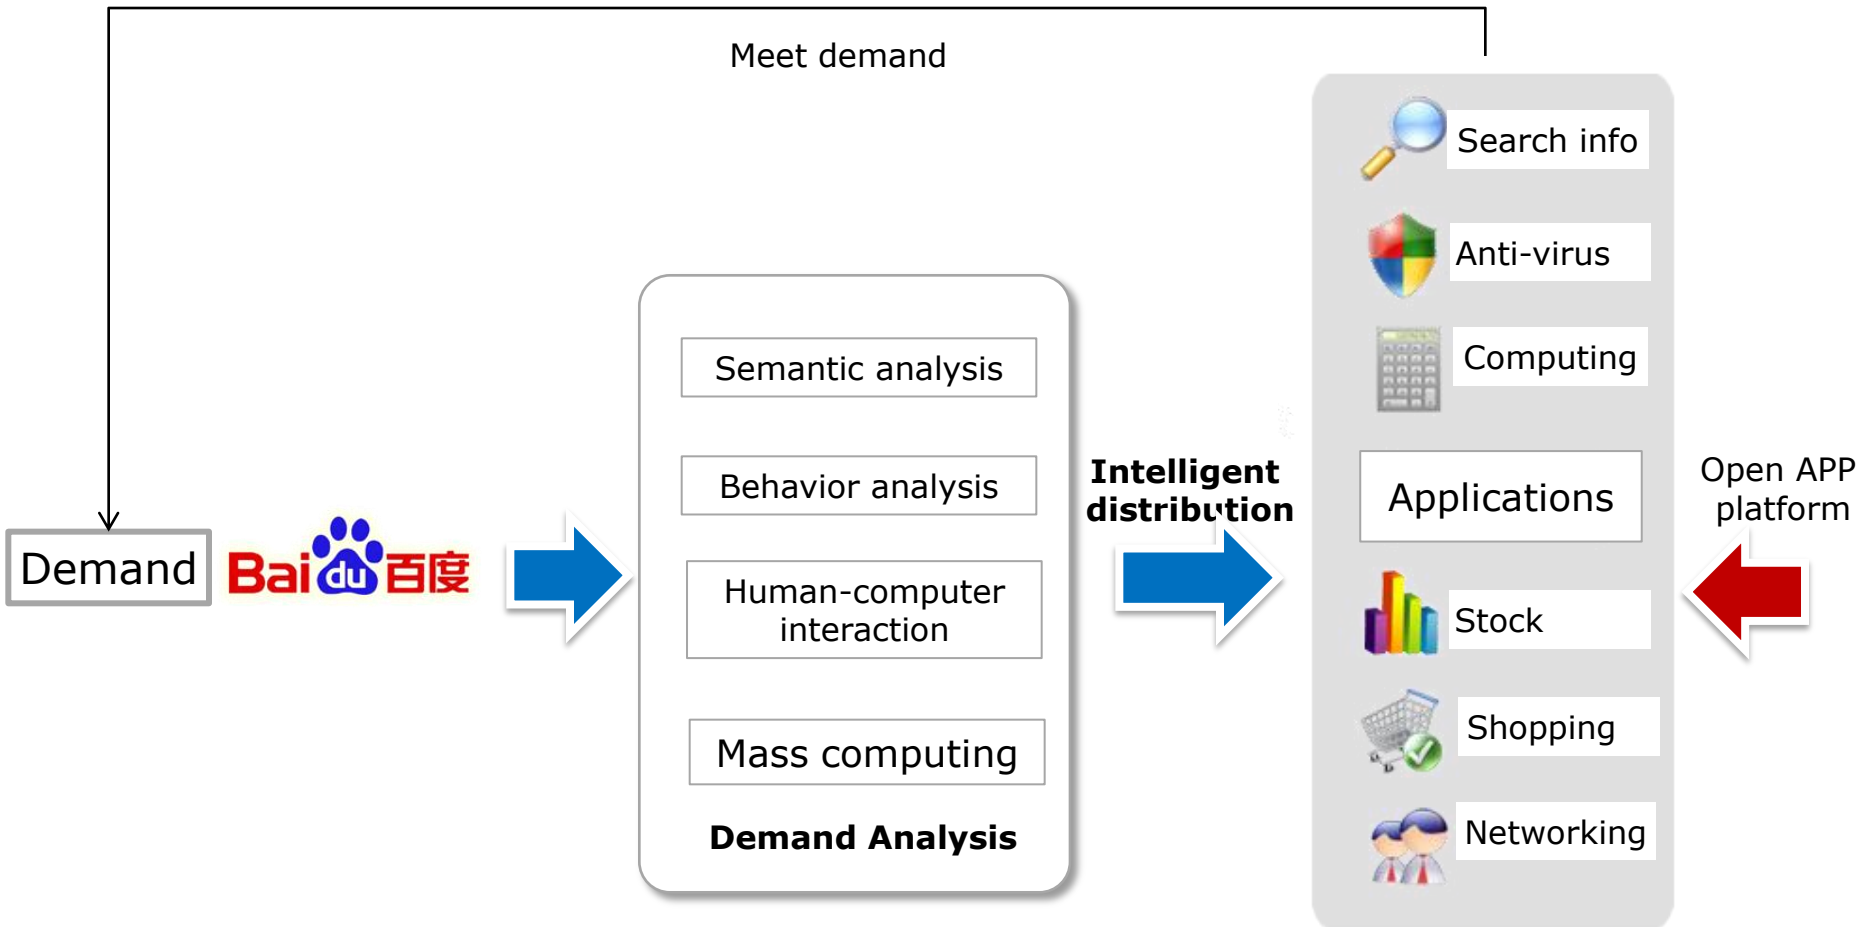 Meet demand
Search info
Anti-virus
Computing
Applications
Stock
Shopping
Networking
Open APP
platform
Intelligent
distribution
Semantic analysis
Behavior analysis
Human-computer
interaction
Mass computing
Demand Analysis
Demand
Bai du 百度